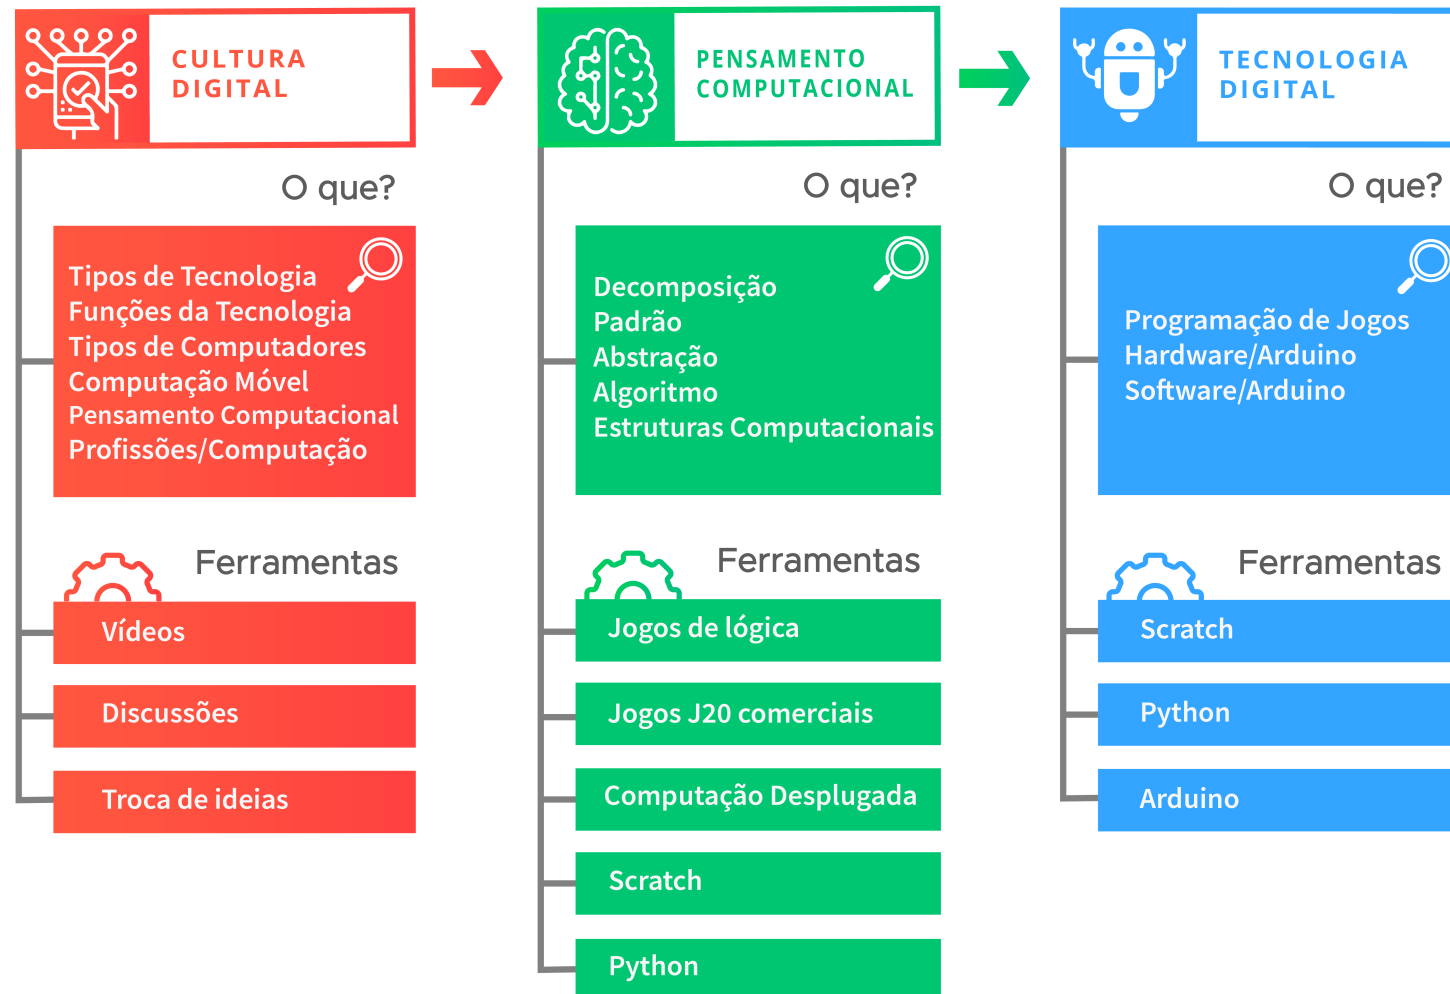 CULTURA
DIGITAL
O que?
Tipos de Tecnologia
Funções da Tecnologia
Tipos de Computadores
Computação Móvel
Pensamento Computacional
Profissões/Computação
Ferramentas
Vídeos
Discussões
Troca de ideias
PENSAMENTO
COMPUTACIONAL
O que?
Decomposição
Padrão
Abstração
Algoritmo
Estruturas Computacionais
Ferramentas
Jogos de lógica
Jogos J20 comerciais
Computação Desplugada
Scratch
Python
TECNOLOGIA
DIGITAL
O que?
Programação de Jogos
Hardware/Arduino
Software/Arduino
Ferramentas
Scratch
Python
Arduino